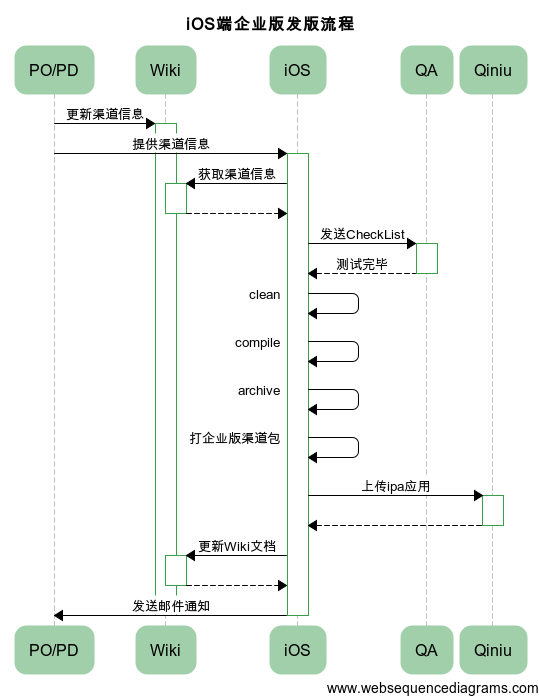 iOS端企业版发版流程
PO/PD Wiki iOS QA Qiniu
更新渠道信息
提供渠道信息
获取渠道信息
发送CheckList
测试完毕
clean
compile
archive
打企业版渠道包
上传ipa应用
更新Wiki文档
发送邮件通知
PO/PD Wiki iOS QA Qiniu
www.websequencediagrams.com